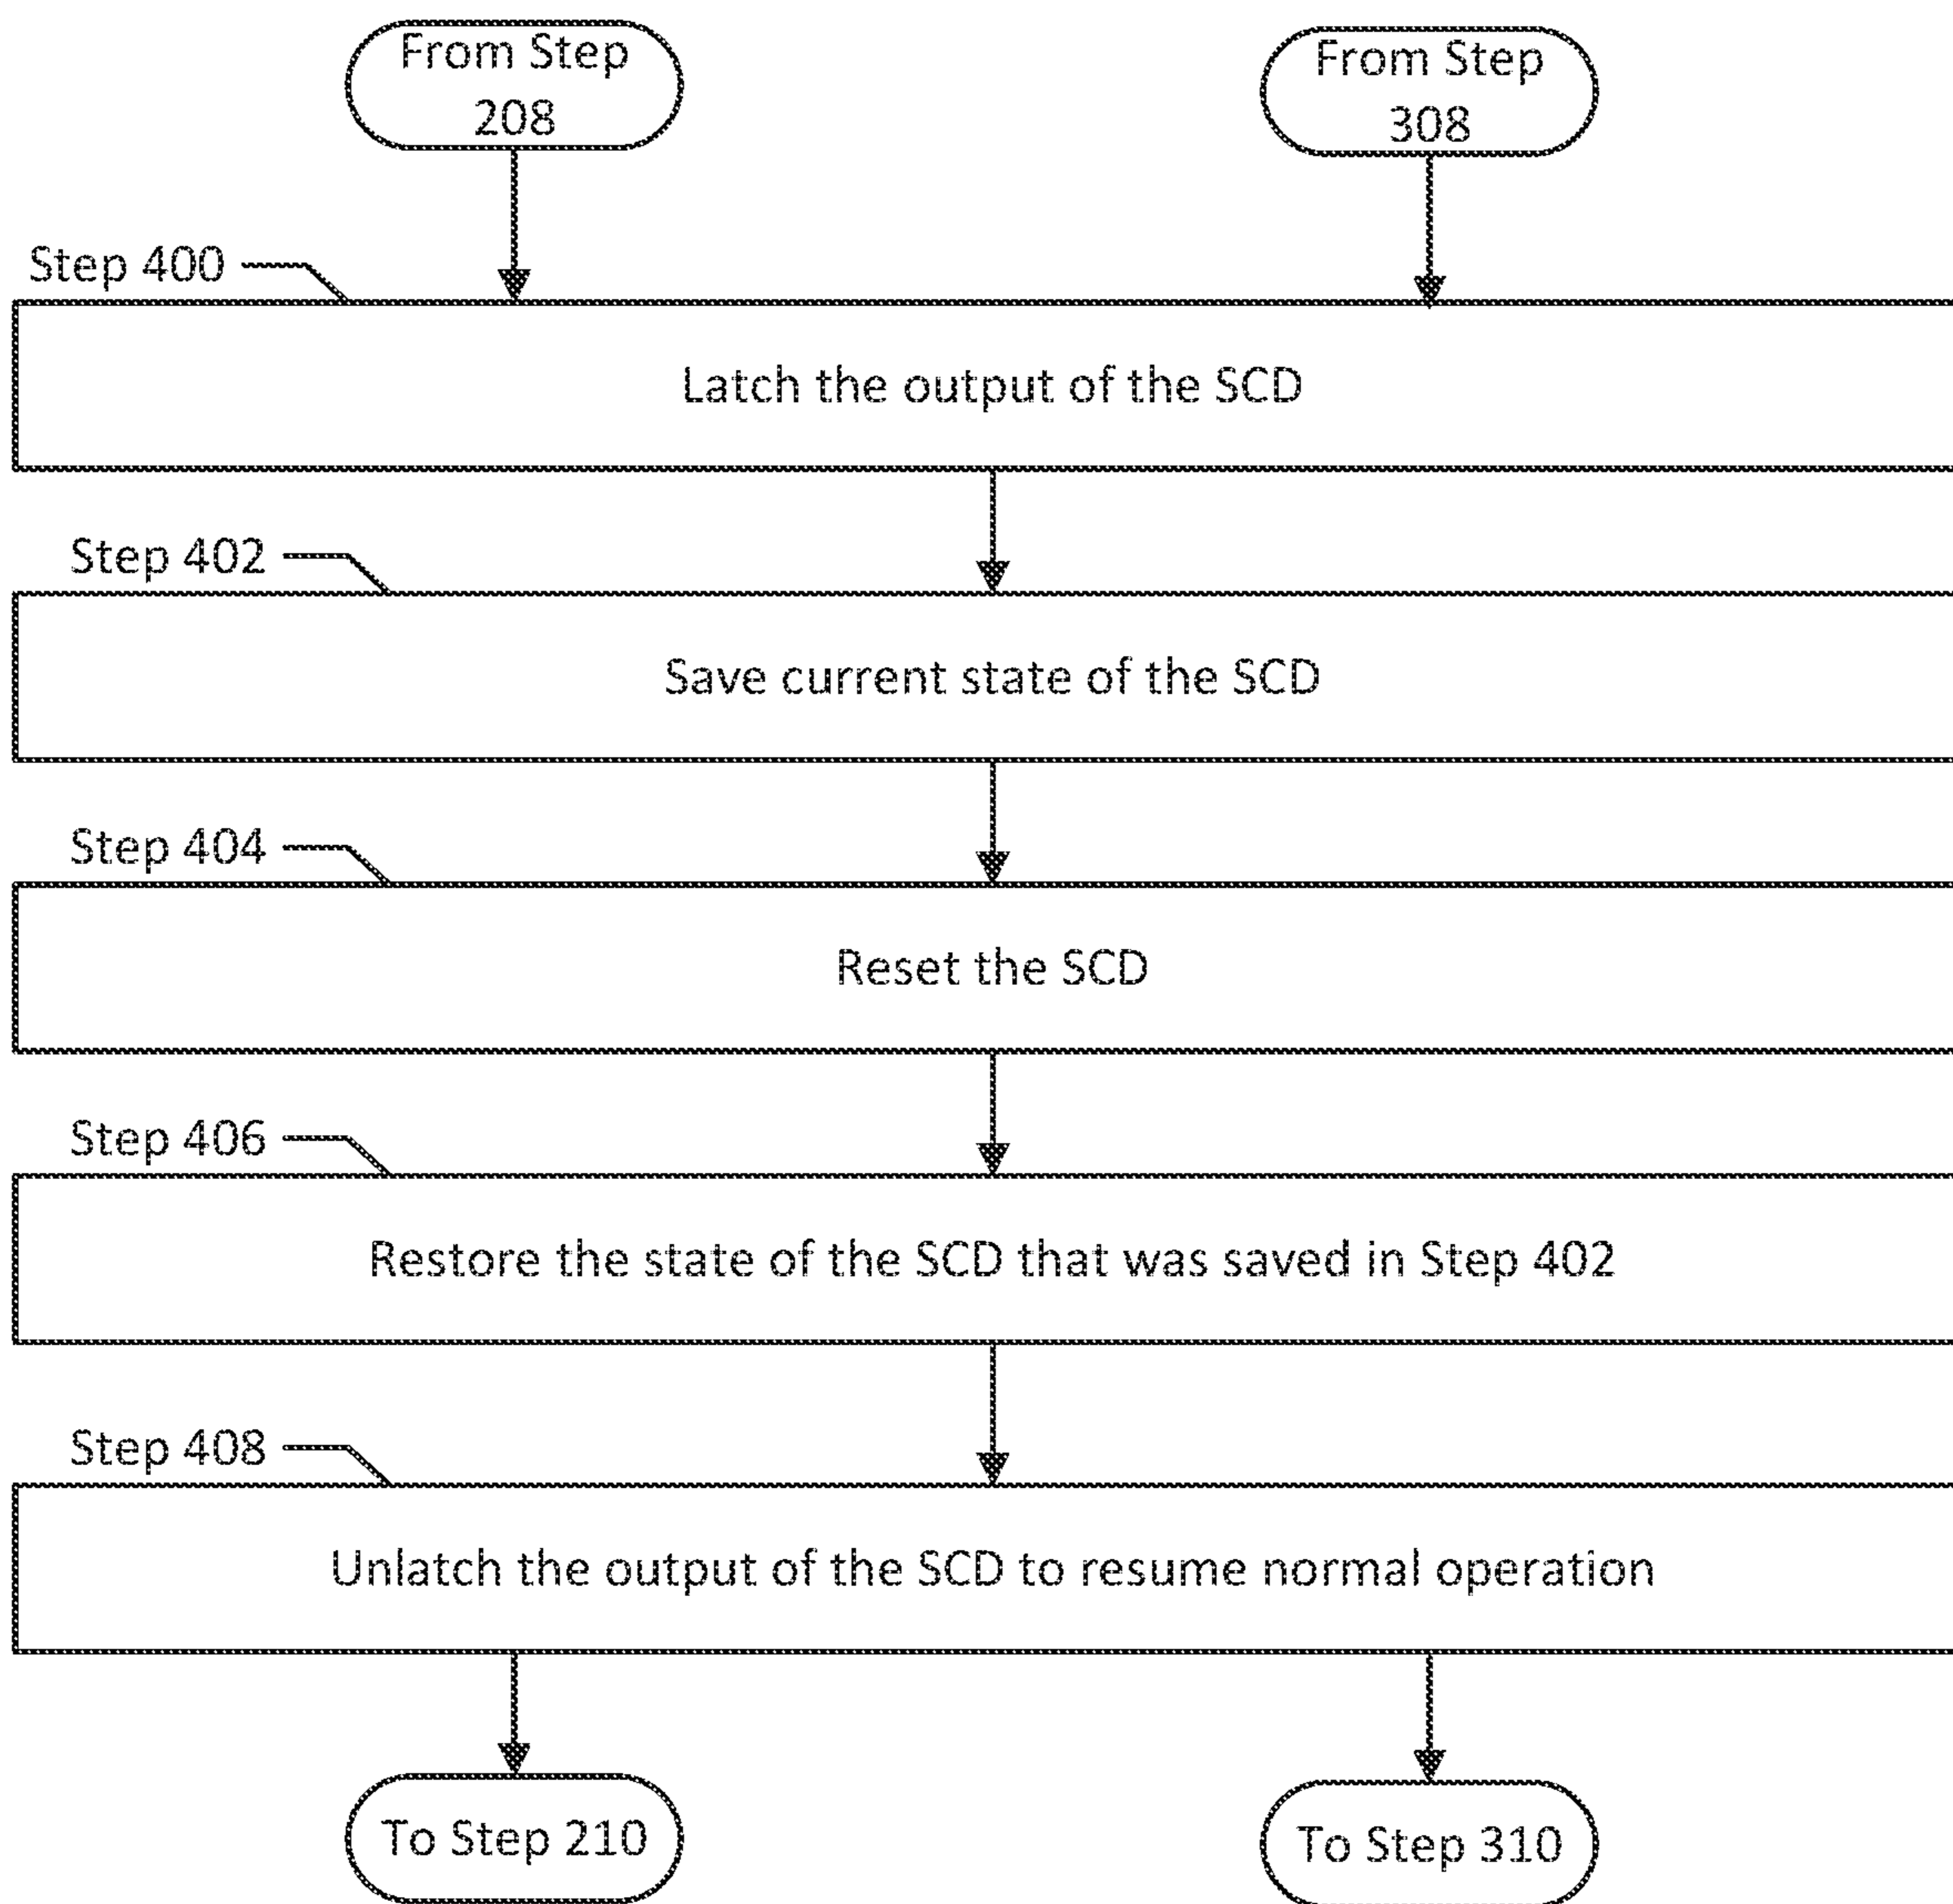 From Step
208
From Step
308
Step 400
Latch the output of the SCD
Step 402
Save current state of the SCD
Step 404
Reset the SCD
Step 406
Restore the state of the SCD that was saved in Step 402
Step 408
Unlatch the output of the SCD to resume normal operation
To Step 210
To Step 310